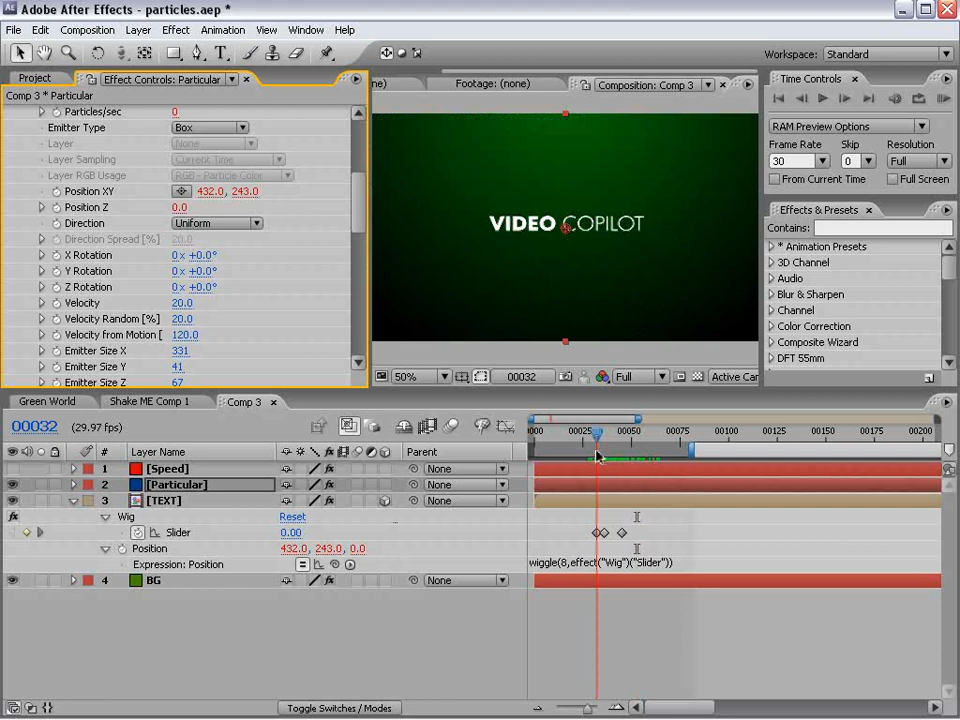 Adobe After Effects - particles.aep *
File Edit Composition Layer Effect Animation View Window Help
Workspace: Standard
Project Effect Controls: Particular
Comp 3 * Particular
Particles/sec 0
Emitter Type Box
Layer None
Layer Sampling Current Time
Layer RGB Usage RGB - Particle Color
Position XY 432.0, 243.0
Position Z 0.0
Direction Uniform
Direction Spread [%] 20.0
X Rotation 0 x +0.0°
Y Rotation 0 x +0.0°
Z Rotation 0 x +0.0°
Velocity 20.0
Velocity Random [%] 20.0
Velocity from Motion [ 120.0
Emitter Size X 331
Emitter Size Y 41
Emitter Size Z 67
ne) Footage: (none) Composition: Comp 3
VIDEO COPILOT
50% 00032 Full Active Car
Time Controls
RAM Preview Options
Frame Rate Skip Resolution
30 0 Full
From Current Time Full Screen
Effects & Presets
Contains:
* Animation Presets
3D Channel
Audio
Blur & Sharpen
Channel
Color Correction
Composite Wizard
DFT 55mm
Green World Shake ME Comp 1 Comp 3
00032 (29.97 fps)
0000 00025 00050 00075 00100 00125 00150 00175 00200
# Layer Name Parent
1 [Speed] None
2 [Particular] None
3 [TEXT] None
Wig Reset
Slider 0.00
Position 432.0, 243.0, 0.0
Expression: Position wiggle(8,effect("Wig")("Slider"))
4 BG None
Toggle Switches / Modes